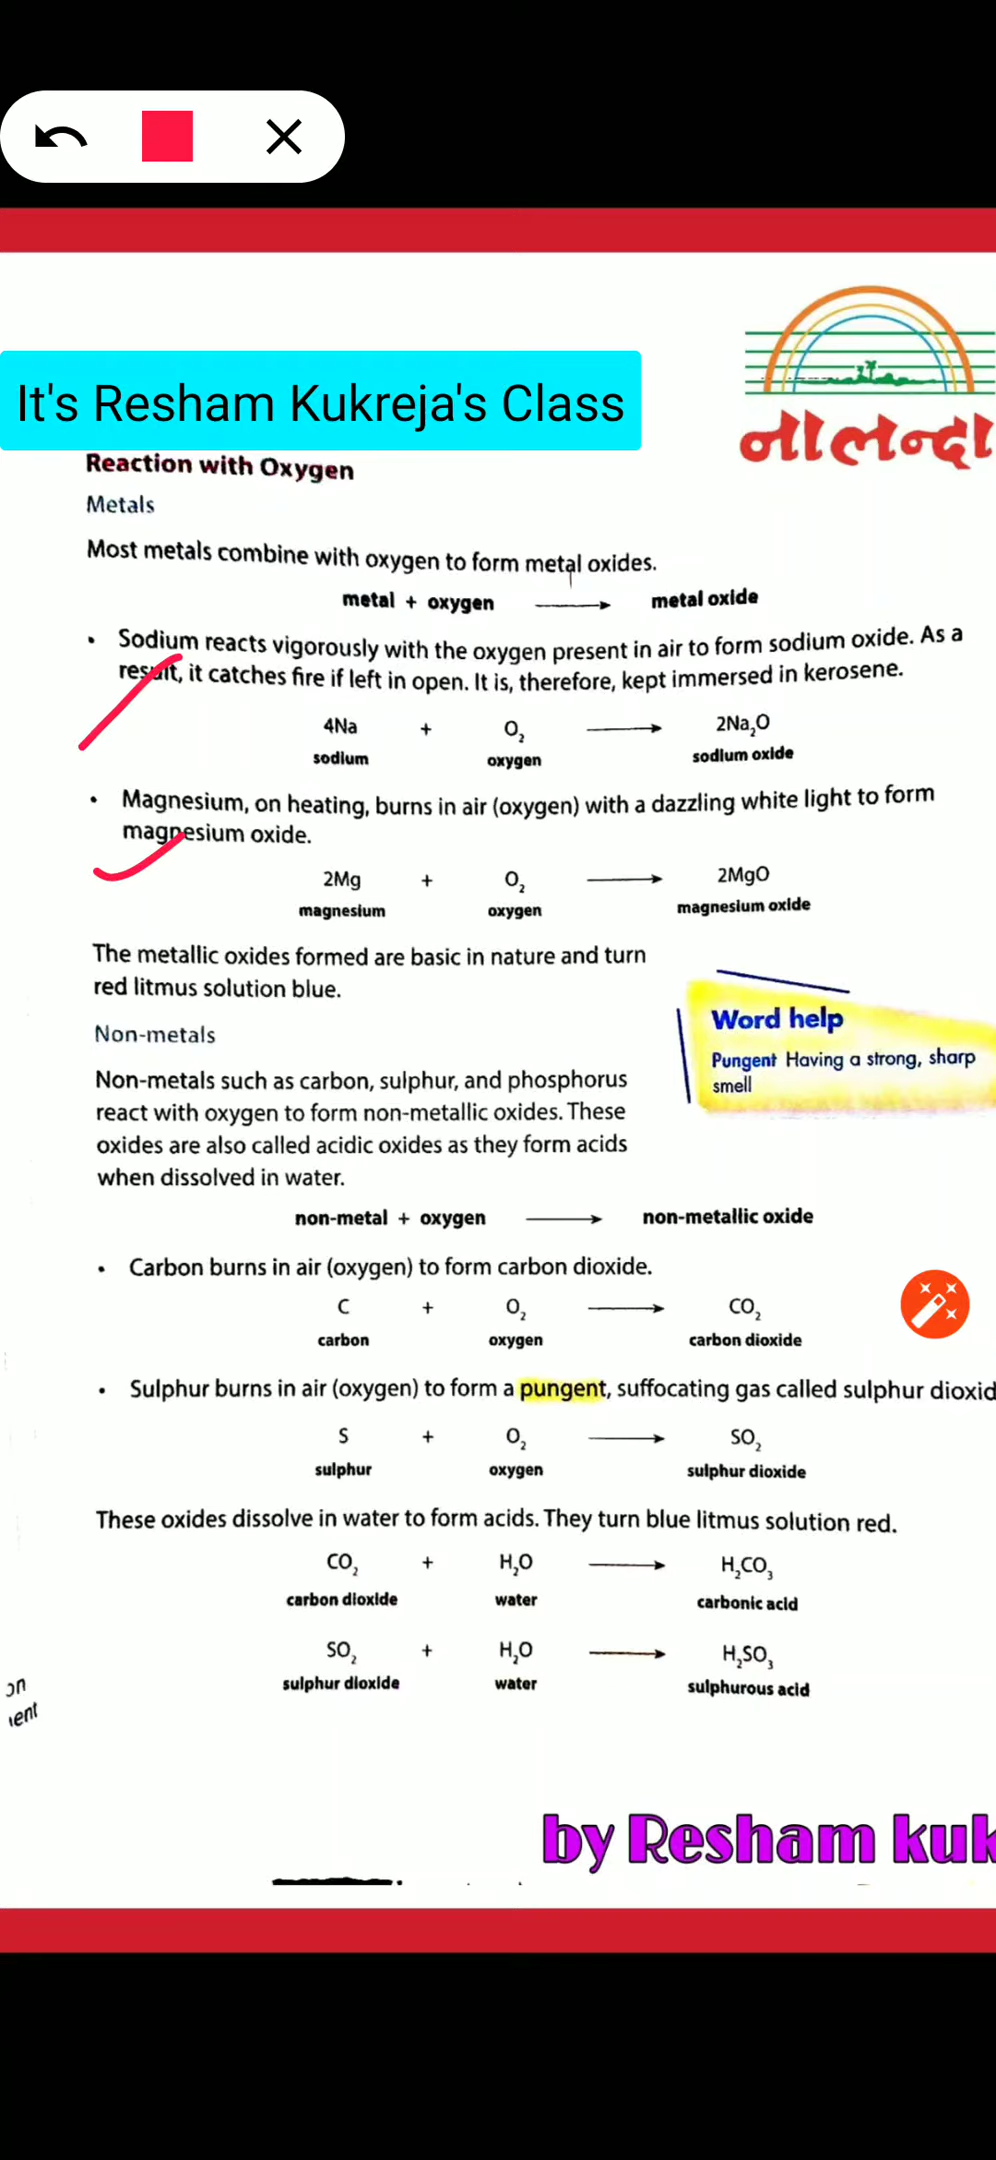 It's Resham Kukreja's Class
नालन्दा
Reaction with Oxygen
Metals
Most metals combine with oxygen to form metal oxides.
metal + oxygen ⟶ metal oxide
• Sodium reacts vigorously with the oxygen present in air to form sodium oxide. As a
result, it catches fire if left in open. It is, therefore, kept immersed in kerosene.
4Na + O₂ ⟶ 2Na₂O
sodium oxygen sodium oxide
• Magnesium, on heating, burns in air (oxygen) with a dazzling white light to form
magnesium oxide.
2Mg + O₂ ⟶ 2MgO
magnesium oxygen magnesium oxide
The metallic oxides formed are basic in nature and turn
red litmus solution blue.
Word help
Pungent Having a strong, sharp
smell
Non-metals
Non-metals such as carbon, sulphur, and phosphorus
react with oxygen to form non-metallic oxides. These
oxides are also called acidic oxides as they form acids
when dissolved in water.
non-metal + oxygen ⟶ non-metallic oxide
• Carbon burns in air (oxygen) to form carbon dioxide.
C + O₂ ⟶ CO₂
carbon oxygen carbon dioxide
• Sulphur burns in air (oxygen) to form a pungent, suffocating gas called sulphur dioxid
S + O₂ ⟶ SO₂
sulphur oxygen sulphur dioxide
These oxides dissolve in water to form acids. They turn blue litmus solution red.
CO₂ + H₂O ⟶ H₂CO₃
carbon dioxide water carbonic acid
SO₂ + H₂O ⟶ H₂SO₃
sulphur dioxide water sulphurous acid
on
ent
by Resham kuk